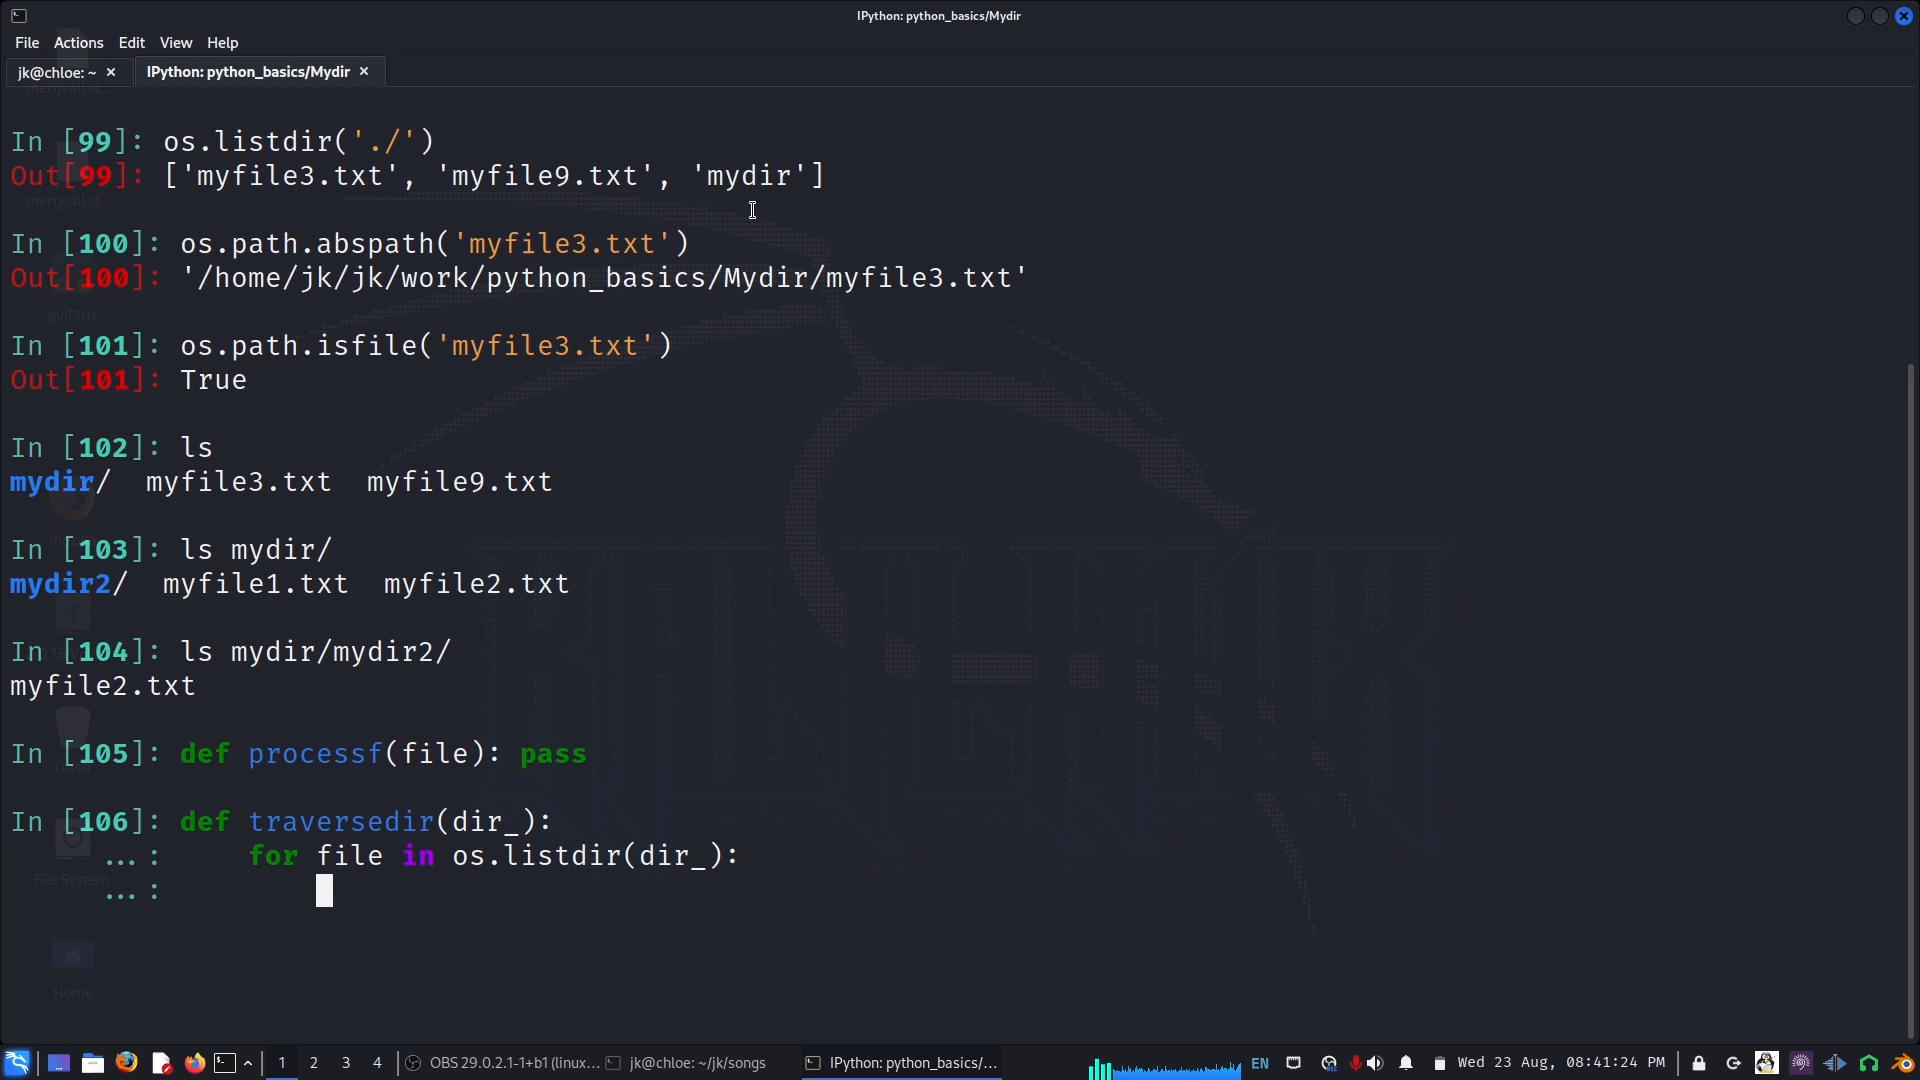 IPython: python_basics/Mydir
File Actions Edit View Help
jk@chloe: ~ × IPython: python_basics/Mydir ×
In [99]: os.listdir('./')
Out[99]: ['myfile3.txt', 'myfile9.txt', 'mydir']
In [100]: os.path.abspath('myfile3.txt')
Out[100]: '/home/jk/jk/work/python_basics/Mydir/myfile3.txt'
guitarix
In [101]: os.path.isfile('myfile3.txt')
Out[101]: True
In [102]: ls
mydir/ myfile3.txt myfile9.txt
In [103]: ls mydir/
mydir2/ myfile1.txt myfile2.txt
In [104]: ls mydir/mydir2/
myfile2.txt
In [105]: def processf(file): pass
In [106]: def traversedir(dir_):
... : for file in os.listdir(dir_):
File System
... :
Home
1 2 3 4 OBS 29.0.2.1-1+b1 (linux... jk@chloe:~/jk/songs IPython: python_basics/... EN Wed 23 Aug, 08:41:24 PM